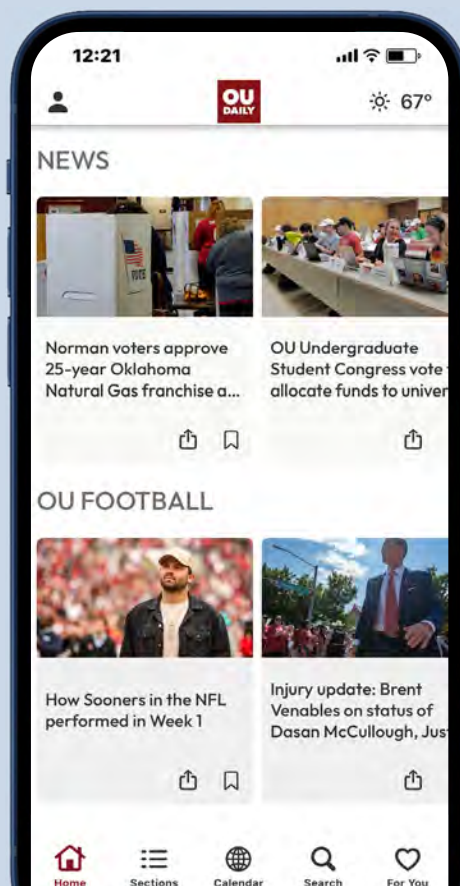 12:21
OU
DAILY
67°
NEWS
VOTE
Norman voters approve
25-year Oklahoma
Natural Gas franchise a...
OU Undergraduate
Student Congress vote
allocate funds to univer
OU FOOTBALL
How Sooners in the NFL
performed in Week 1
Injury update: Brent
Venables on status of
Dasan McCullough, Jus
Home
Sections
Calendar
Search
For You